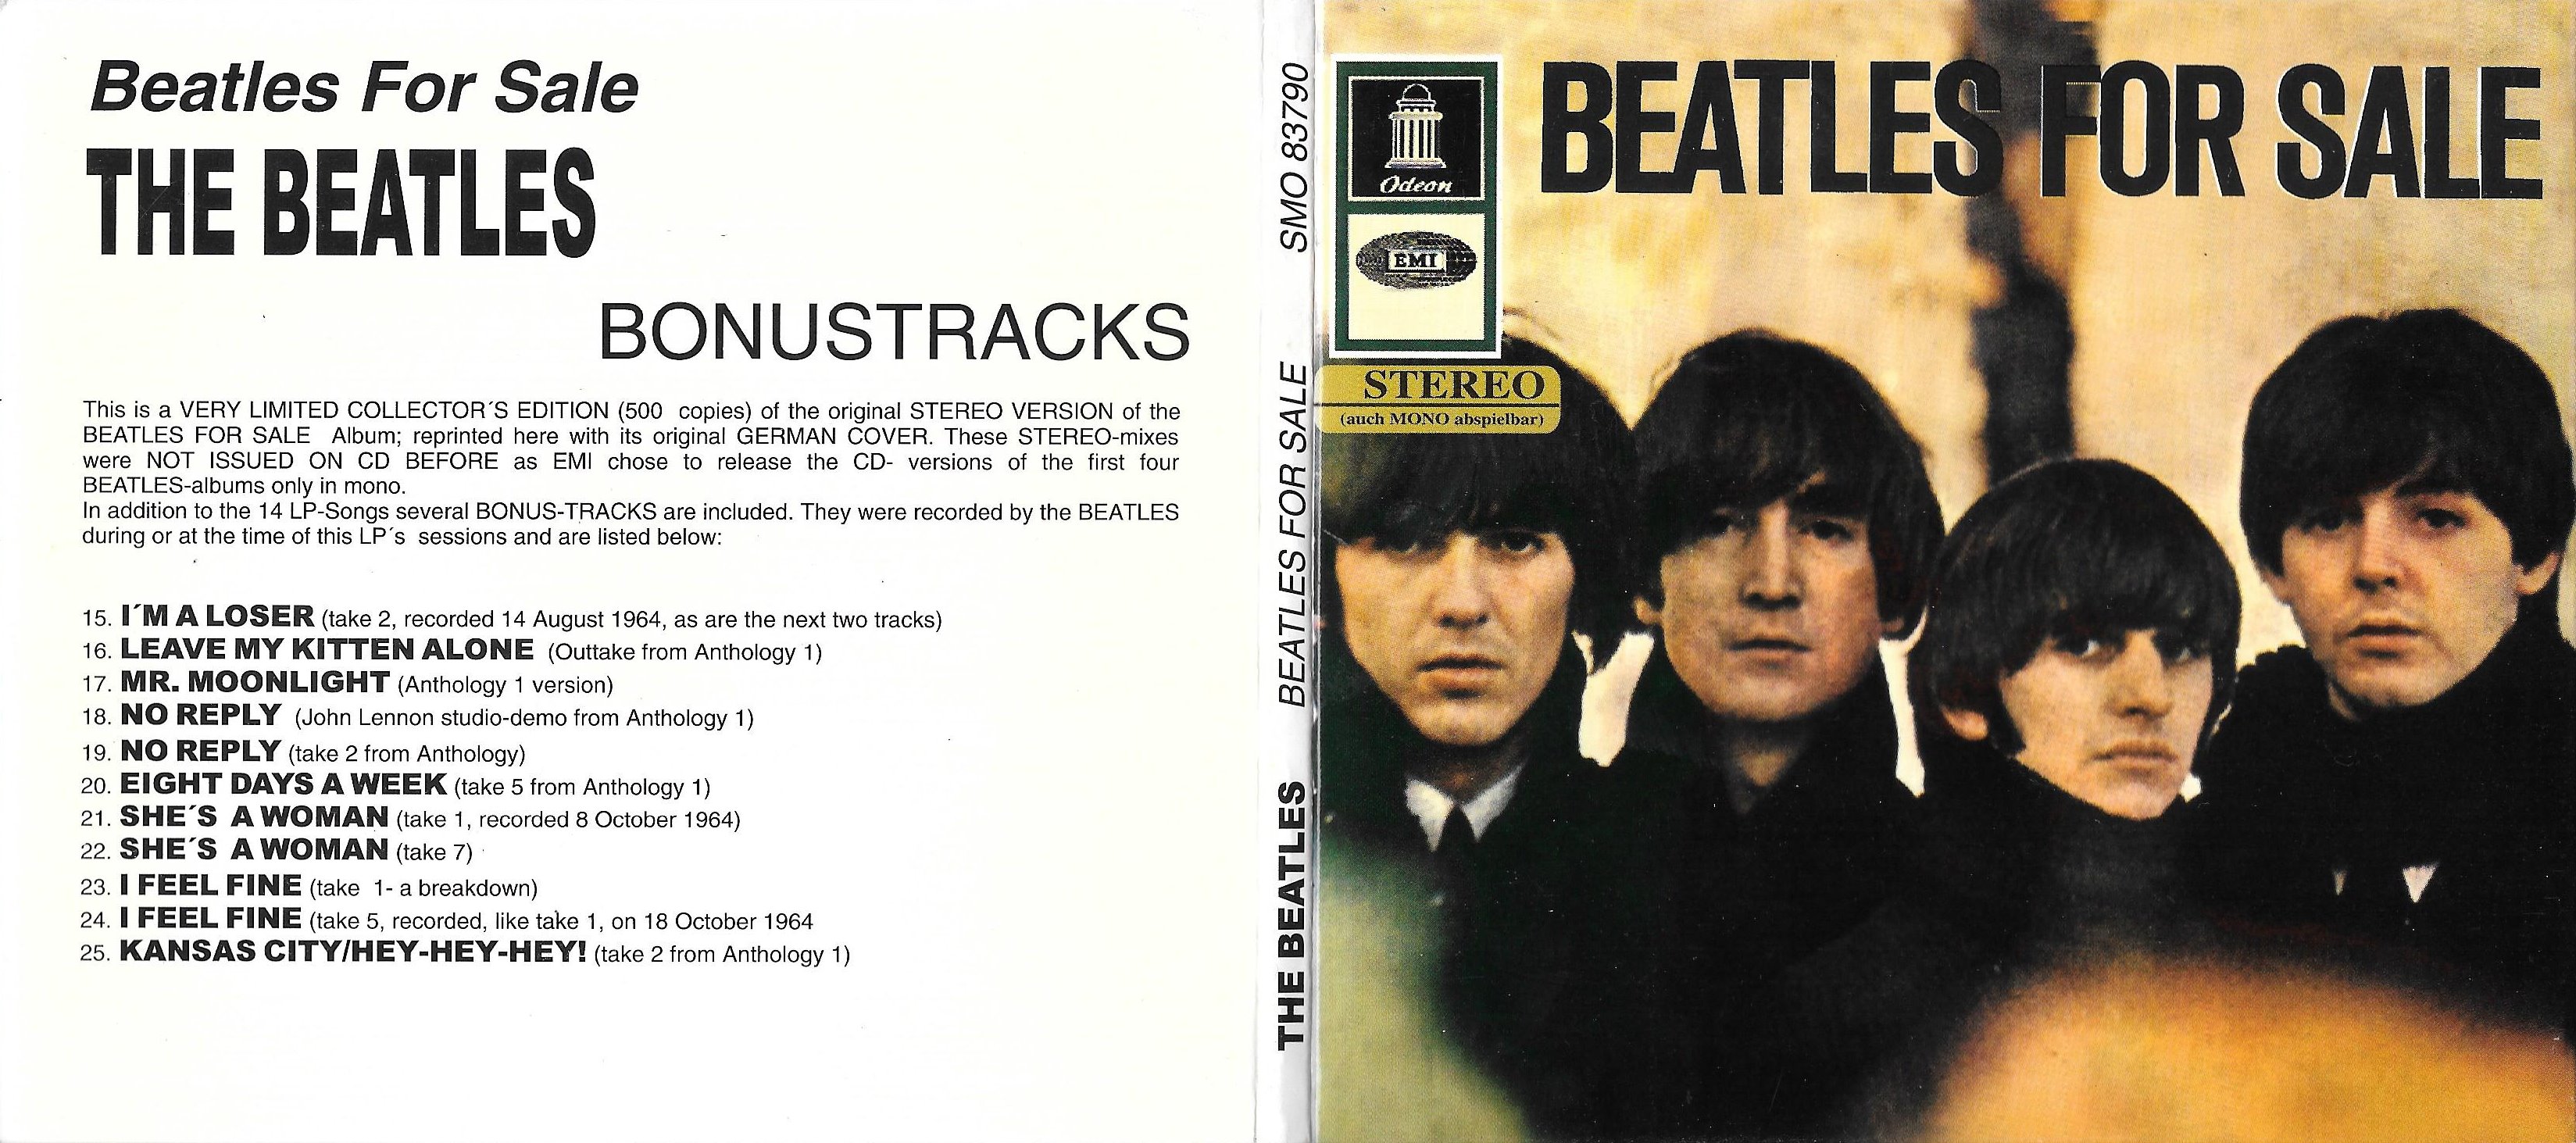 Beatles For Sale
THE BEATLES
BONUSTRACKS
This is a VERY LIMITED COLLECTOR´S EDITION (500 copies) of the original STEREO VERSION of the
BEATLES FOR SALE Album; reprinted here with its original GERMAN COVER. These STEREO-mixes
were NOT ISSUED ON CD BEFORE as EMI chose to release the CD- versions of the first four
BEATLES-albums only in mono.
In addition to the 14 LP-Songs several BONUS-TRACKS are included. They were recorded by the BEATLES
during or at the time of this LP´s sessions and are listed below:
15. I´M A LOSER (take 2, recorded 14 August 1964, as are the next two tracks)
16. LEAVE MY KITTEN ALONE (Outtake from Anthology 1)
17. MR. MOONLIGHT (Anthology 1 version)
18. NO REPLY (John Lennon studio-demo from Anthology 1)
19. NO REPLY (take 2 from Anthology)
20. EIGHT DAYS A WEEK (take 5 from Anthology 1)
21. SHE´S A WOMAN (take 1, recorded 8 October 1964)
22. SHE´S A WOMAN (take 7)
23. I FEEL FINE (take 1- a breakdown)
24. I FEEL FINE (take 5, recorded, like take 1, on 18 October 1964
25. KANSAS CITY/HEY-HEY-HEY! (take 2 from Anthology 1)
THE BEATLES BEATLES FOR SALE SMO 83790
BEATLES FOR SALE
Odeon
EMI
STEREO
(auch MONO abspielbar)